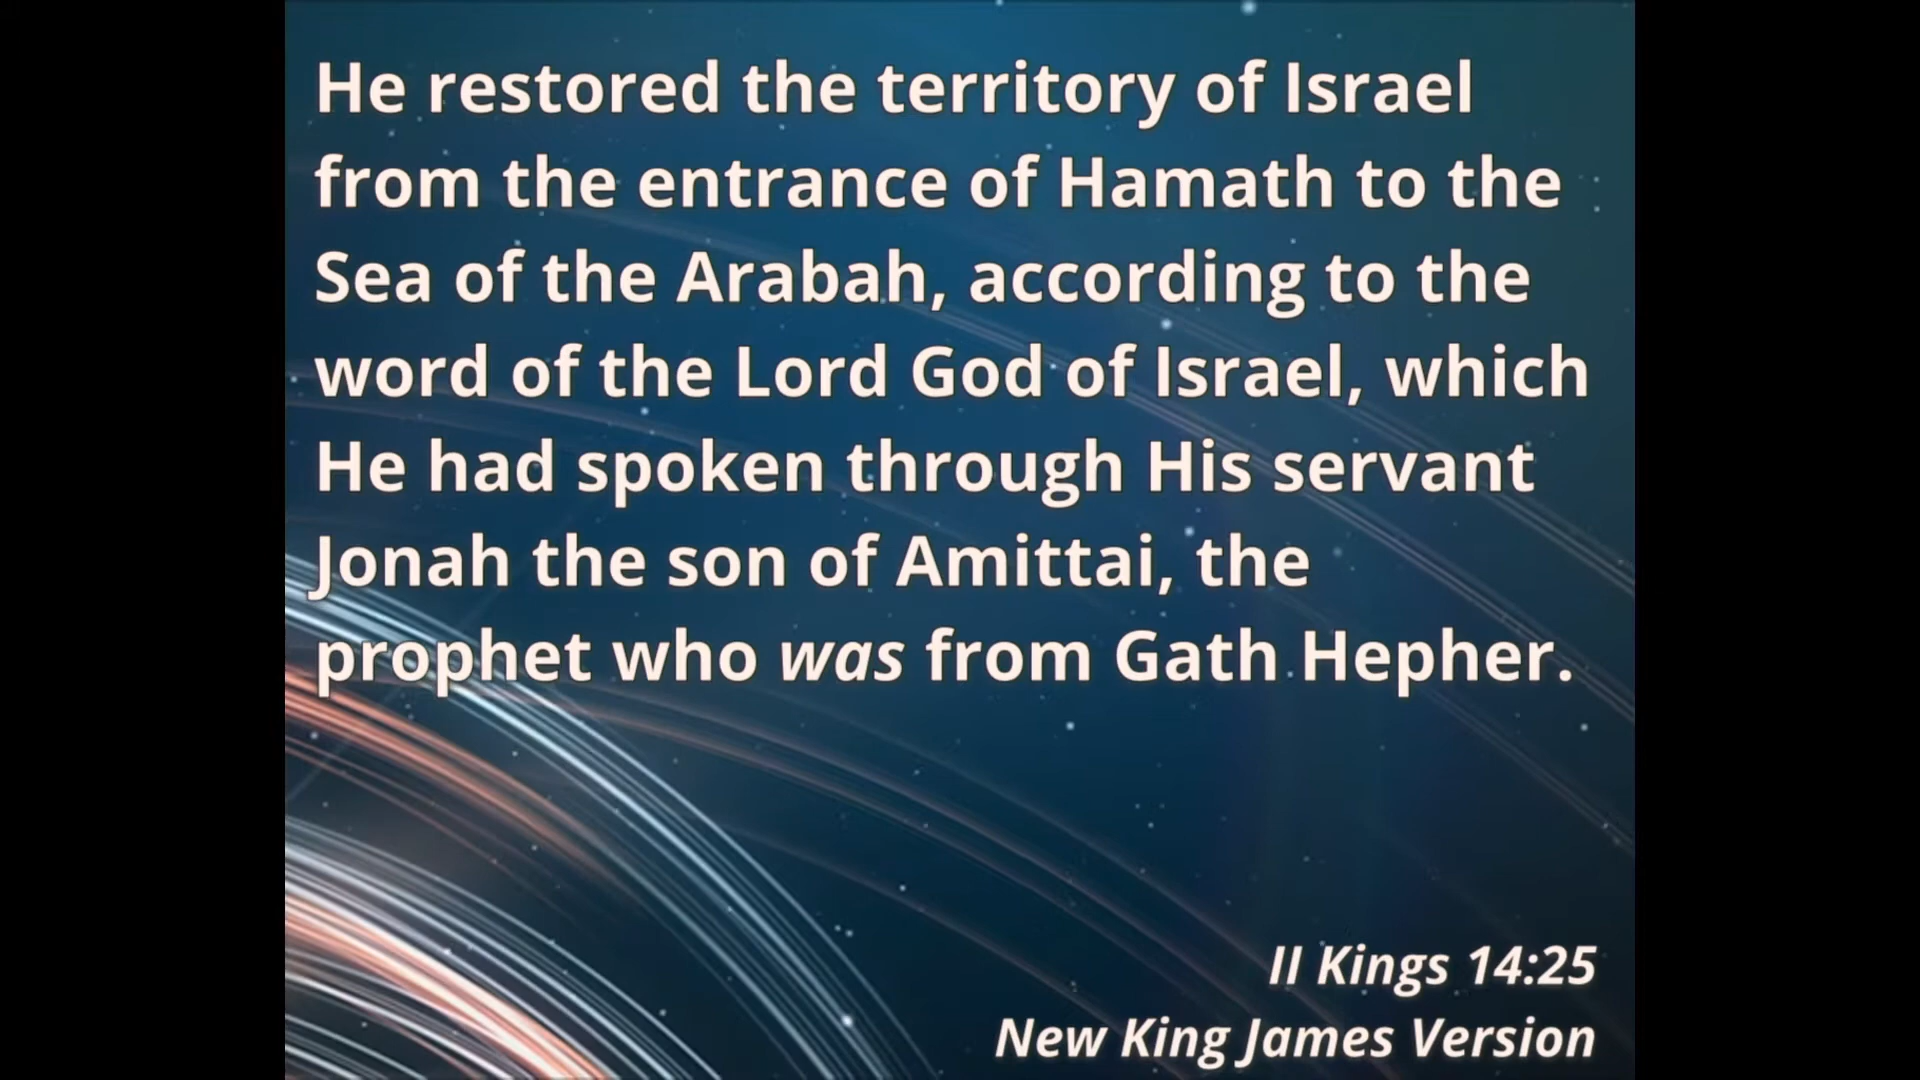 He restored the territory of Israel
from the entrance of Hamath to the
Sea of the Arabah, according to the
word of the Lord God of Israel, which
He had spoken through His servant
Jonah the son of Amittai, the
prophet who was from Gath Hepher.
II Kings 14:25
New King James Version